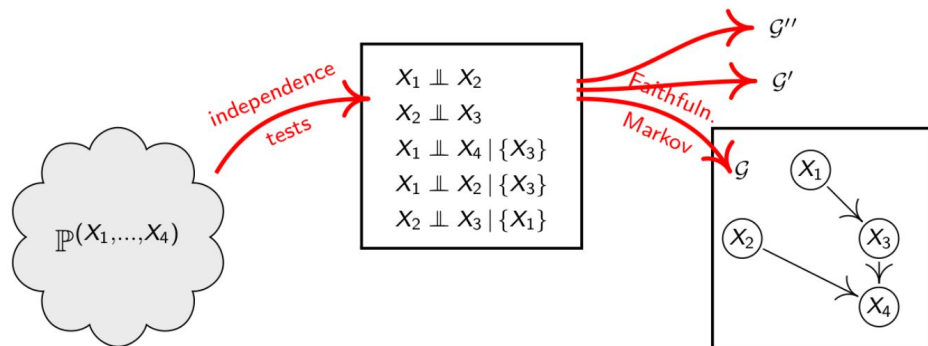 ℙ^(X₁,...,X₄)
independence
tests
X₁ ⫫ X₂
X₂ ⫫ X₃
X₁ ⫫ X₄ | {X₃}
X₁ ⫫ X₂ | {X₃}
X₂ ⫫ X₃ | {X₁}
Faithfuln.
Markov
𝒢′′
𝒢′
𝒢
X₁
X₂
X₃
X₄